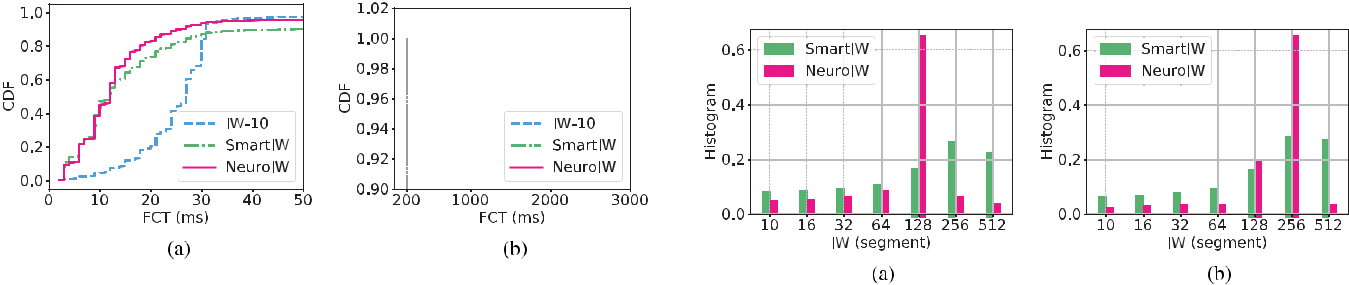 1.0
0.8
0.6
0.4
0.2
0.0
CDF
IW-10
SmartIW
NeuroIW
0 10 20 30 40 50
FCT (ms)
(a)
1.02
1.00
0.98
0.96
0.94
0.92
0.90
CDF
IW-10
SmartIW
NeuroIW
200 1000 2000 3000
FCT (ms)
(b)
0.6
0.4
0.2
0.0
Histogram
SmartIW
NeuroIW
10 16 32 64 128 256 512
IW (segment)
(a)
0.6
0.4
0.2
0.0
Histogram
SmartIW
NeuroIW
10 16 32 64 128 256 512
IW (segment)
(b)